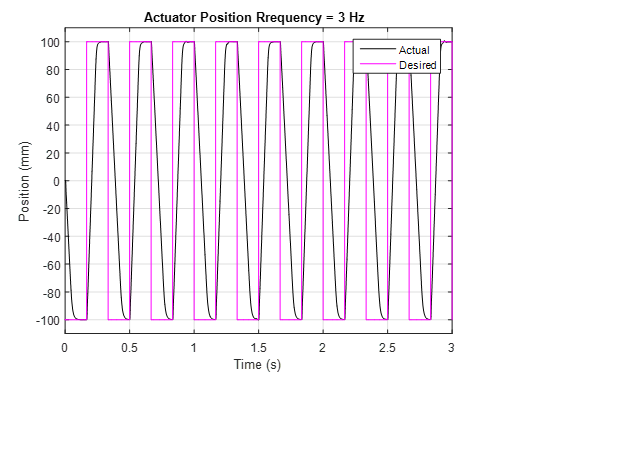 Actuator Position Rrequency = 3 Hz
Actual
Desired
Position (mm)
100
80
60
40
20
0
-20
-40
-60
-80
-100
0 0.5 1 1.5 2 2.5 3
Time (s)